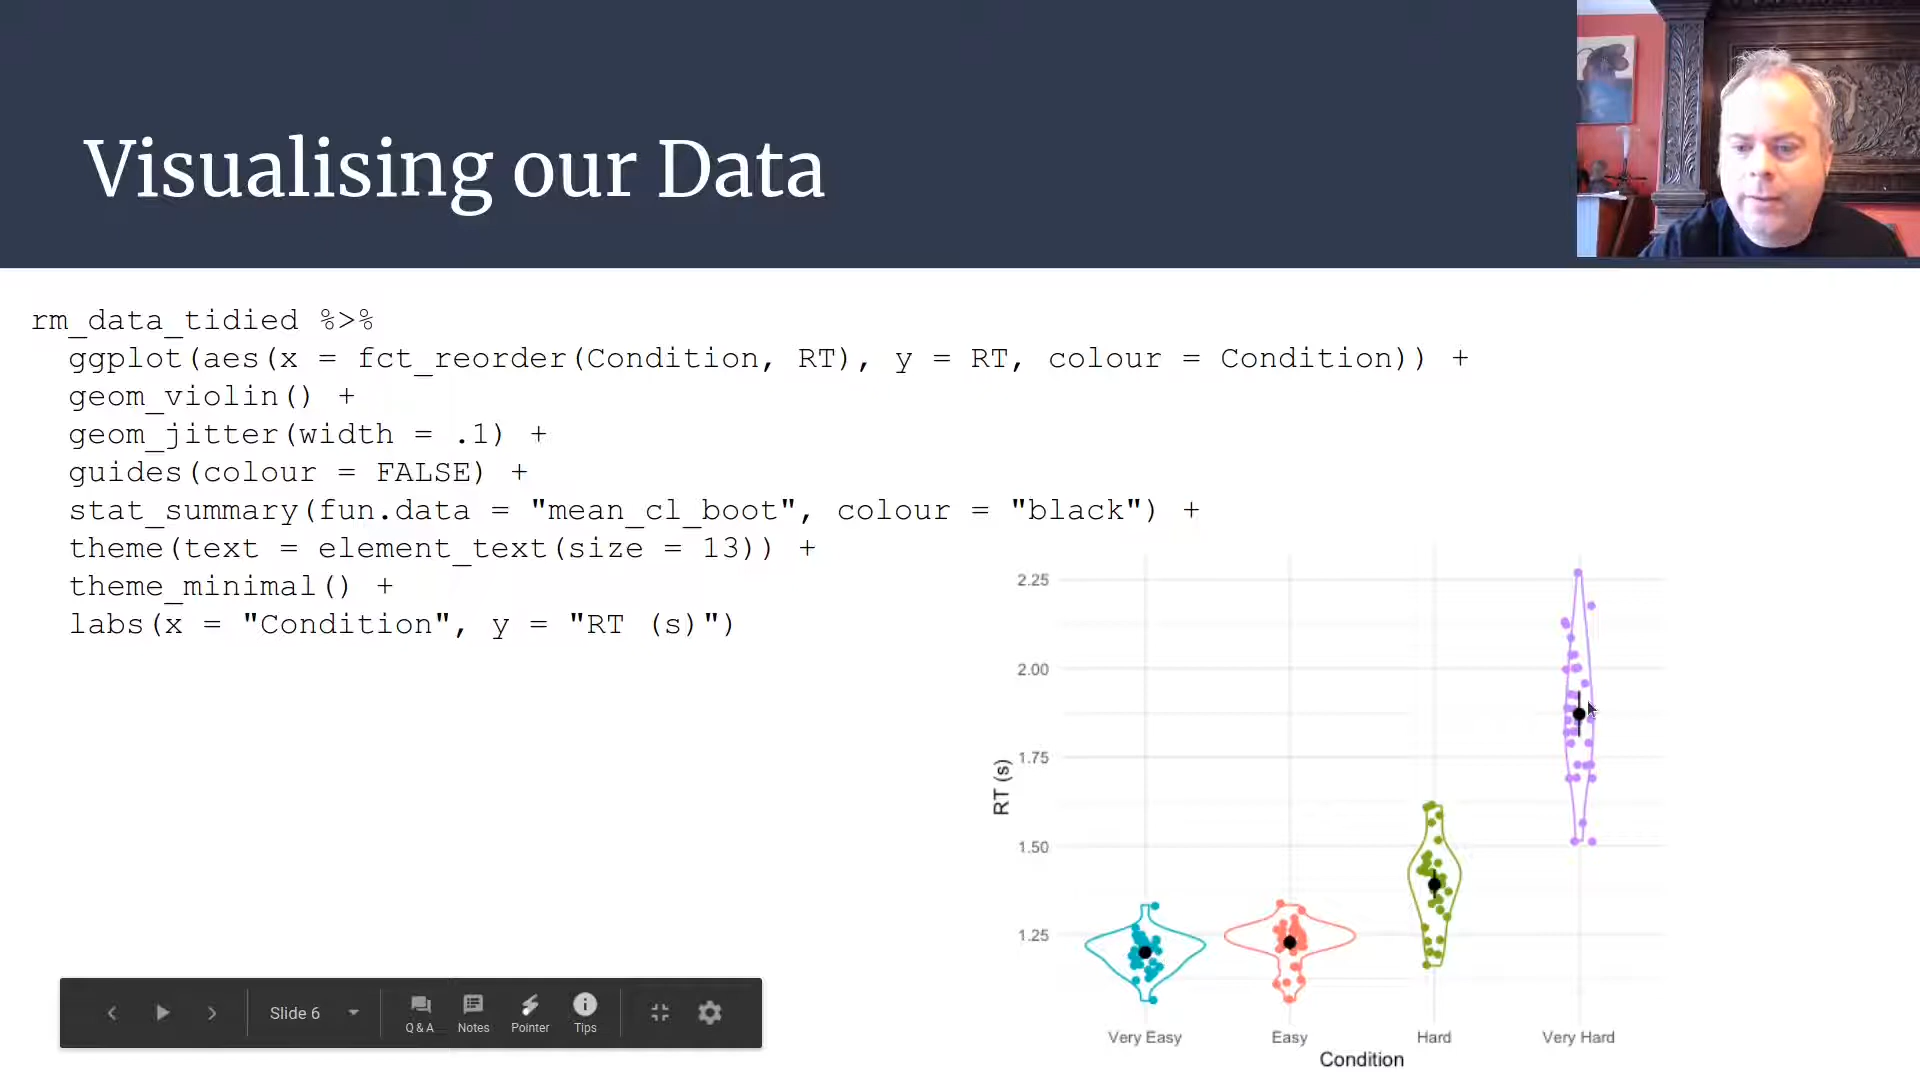 Visualising our Data
rm_data_tidied %>%
ggplot(aes(x = fct_reorder(Condition, RT), y = RT, colour = Condition)) +
geom_violin() +
geom_jitter(width = .1) +
guides(colour = FALSE) +
stat_summary(fun.data = "mean_cl_boot", colour = "black") +
theme(text = element_text(size = 13)) +
theme_minimal() +
labs(x = "Condition", y = "RT (s)")
2.25
2.00
1.75
1.50
1.25
RT (s)
Very Easy Easy Hard Very Hard
Condition
Slide 6
Q & A Notes Pointer Tips